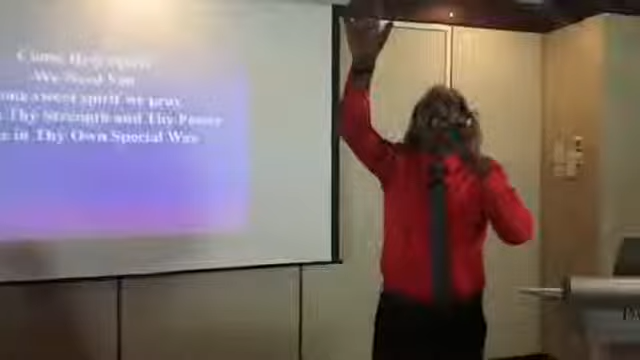 Come Holy Spirit
We Need You
Come sweet spirit we pray
Thy Strength and Thy Power
in Thy Own Special Way